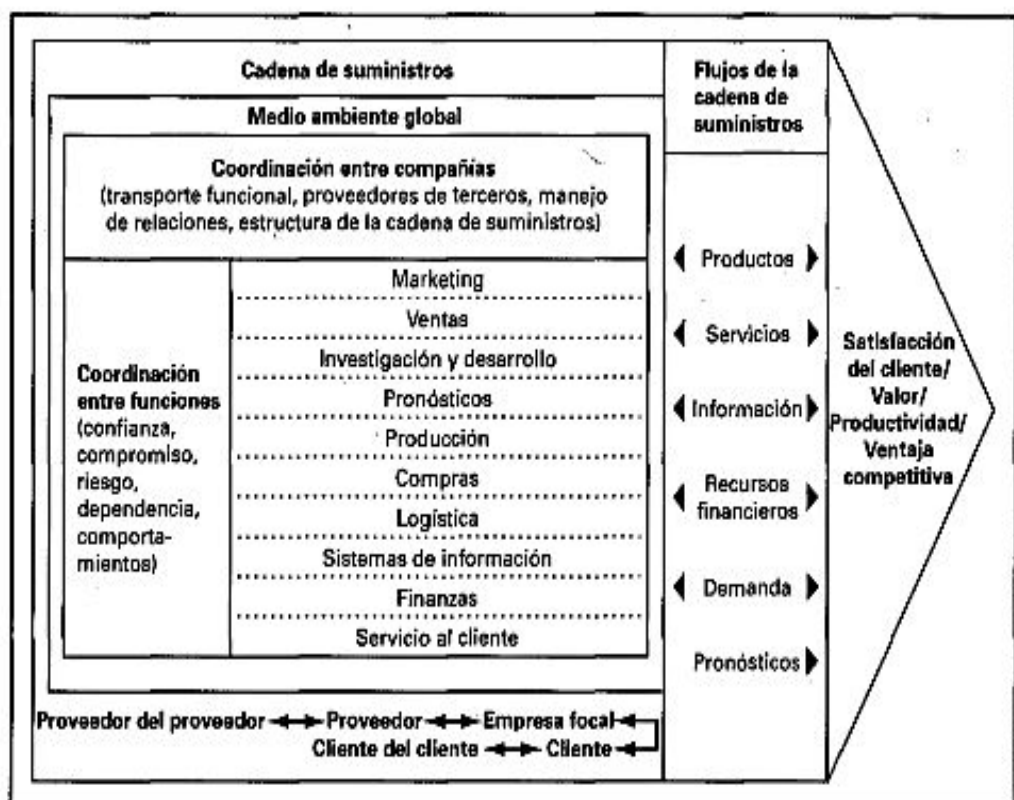 Cadena de suministros
Medio ambiente global
Coordinación entre compañías
(transporte funcional, proveedores de terceros, manejo
de relaciones, estructura de la cadena de suministros)
Coordinación
entre funciones
(confianza,
compromiso,
riesgo,
dependencia,
comporta-
mientos)
Marketing
Ventas
Investigación y desarrollo
Pronósticos
Producción
Compras
Logística
Sistemas de información
Finanzas
Servicio al cliente
Proveedor del proveedor Proveedor Empresa focal
Cliente del cliente Cliente
Flujos de la
cadena de
suministros
Productos
Servicios
Información
Recursos
financieros
Demanda
Pronósticos
Satisfacción
del cliente/
Valor/
Productividad/
Ventaja
competitiva